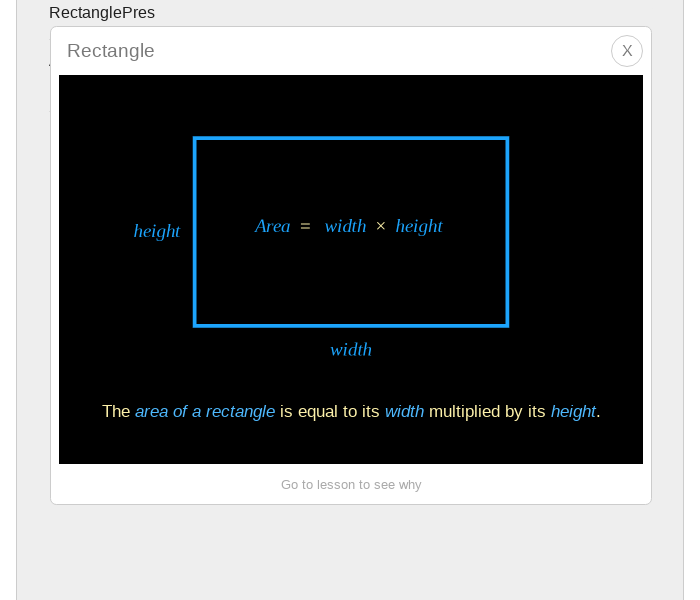 RectanglePres
Rectangle
X
Area = width × height
height
width
The area of a rectangle is equal to its width multiplied by its height.
Go to lesson to see why